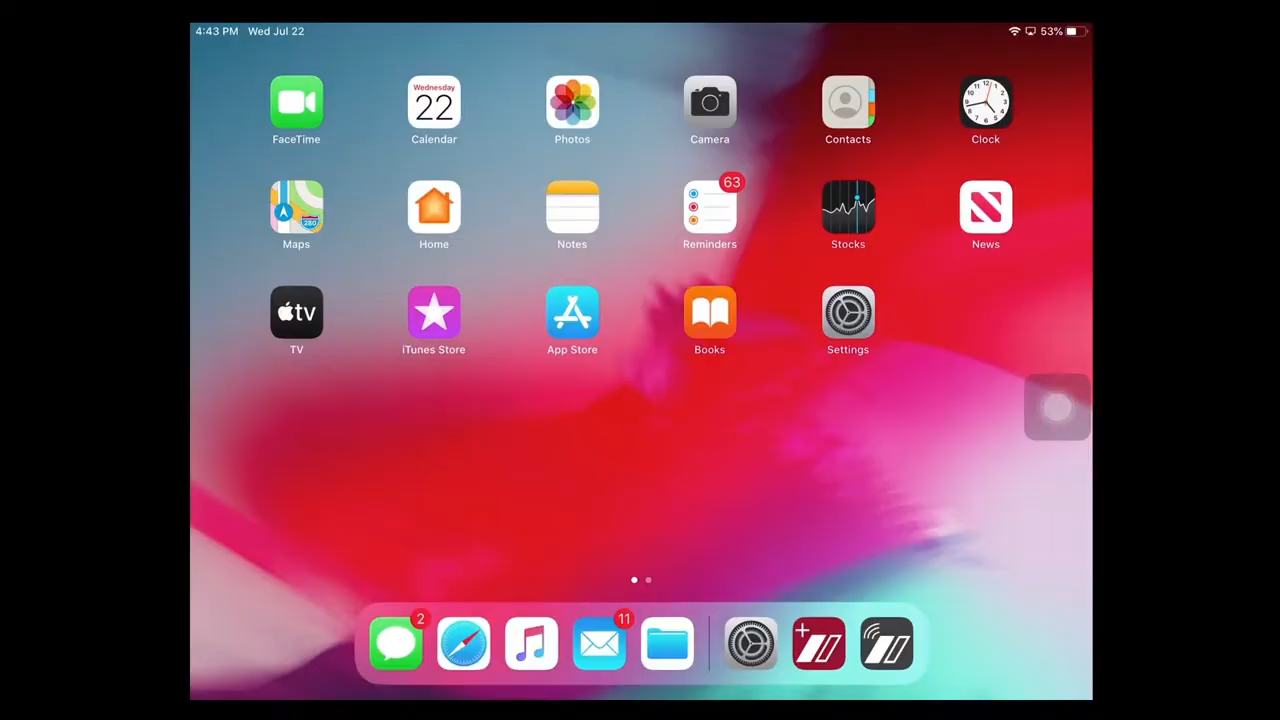 4:43 PM Wed Jul 22
53%
Wednesday
22
FaceTime
Calendar
Photos
Camera
Contacts
Clock
280
63
Maps
Home
Notes
Reminders
Stocks
News
tv
TV
iTunes Store
App Store
Books
Settings
2
11